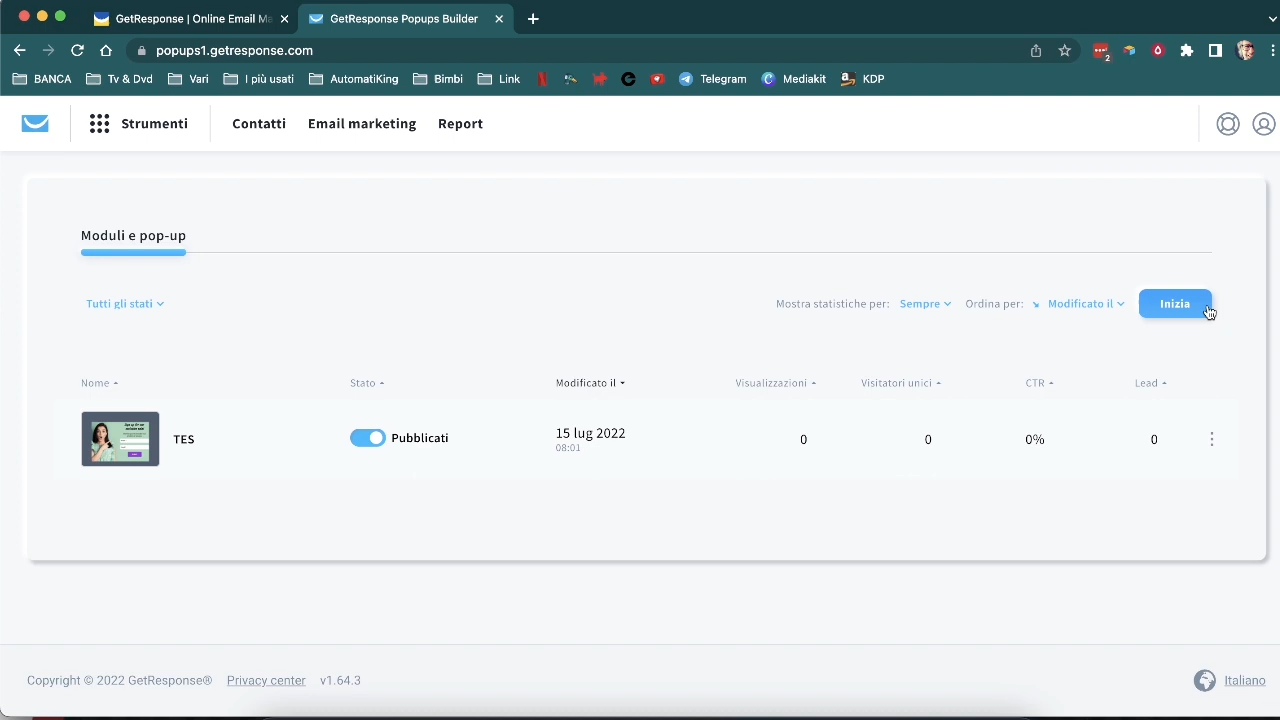 GetResponse | Online Email Ma
GetResponse Popups Builder
popups1.getresponse.com
2
BANCA
Tv & Dvd
Vari
I più usati
AutomatiKing
Bimbi
Link
Telegram
Mediakit
KDP
Strumenti
Contatti
Email marketing
Report
Moduli e pop-up
Tutti gli stati
Mostra statistiche per: Sempre
Ordina per: Modificato il
Inizia
Nome
Stato
Modificato il
Visualizzazioni
Visitatori unici
CTR
Lead
TES
Pubblicati
15 lug 2022
08:01
0
0
0%
0
Copyright © 2022 GetResponse®
Privacy center
v1.64.3
Italiano